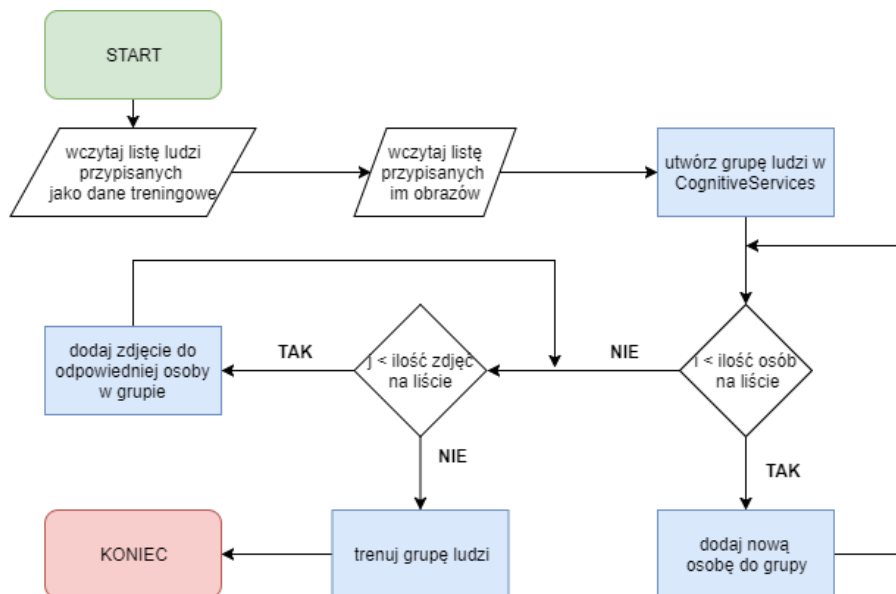 START
wczytaj listę ludzi
przypisanych
jako dane treningowe
wczytaj listę
przypisanych
im obrazów
utwórz grupę ludzi w
CognitiveServices
dodaj zdjęcie do
odpowiedniej osoby
w grupie
TAK
j < ilość zdjęć
na liście
NIE
i < ilość osób
na liście
NIE
TAK
KONIEC
trenuj grupę ludzi
dodaj nową
osobę do grupy